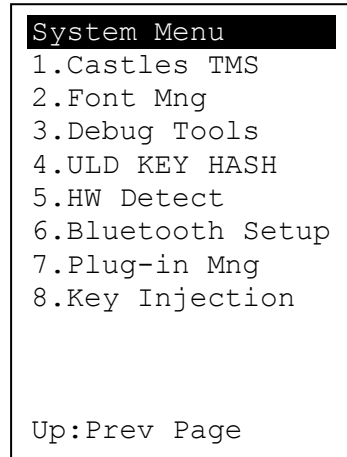 System Menu
1.Castles TMS
2.Font Mng
3.Debug Tools
4.ULD KEY HASH
5.HW Detect
6.Bluetooth Setup
7.Plug-in Mng
8.Key Injection
Up:Prev Page